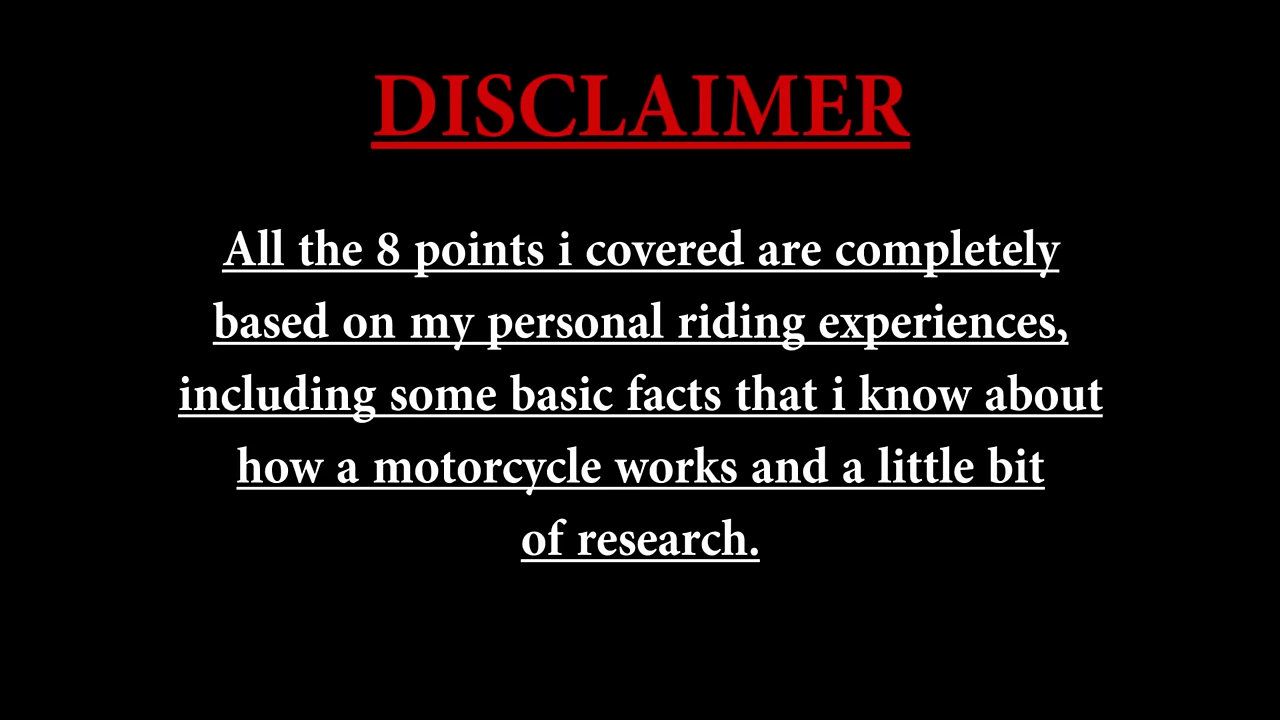 DISCLAIMER
All the 8 points i covered are completely
based on my personal riding experiences,
including some basic facts that i know about
how a motorcycle works and a little bit
of research.